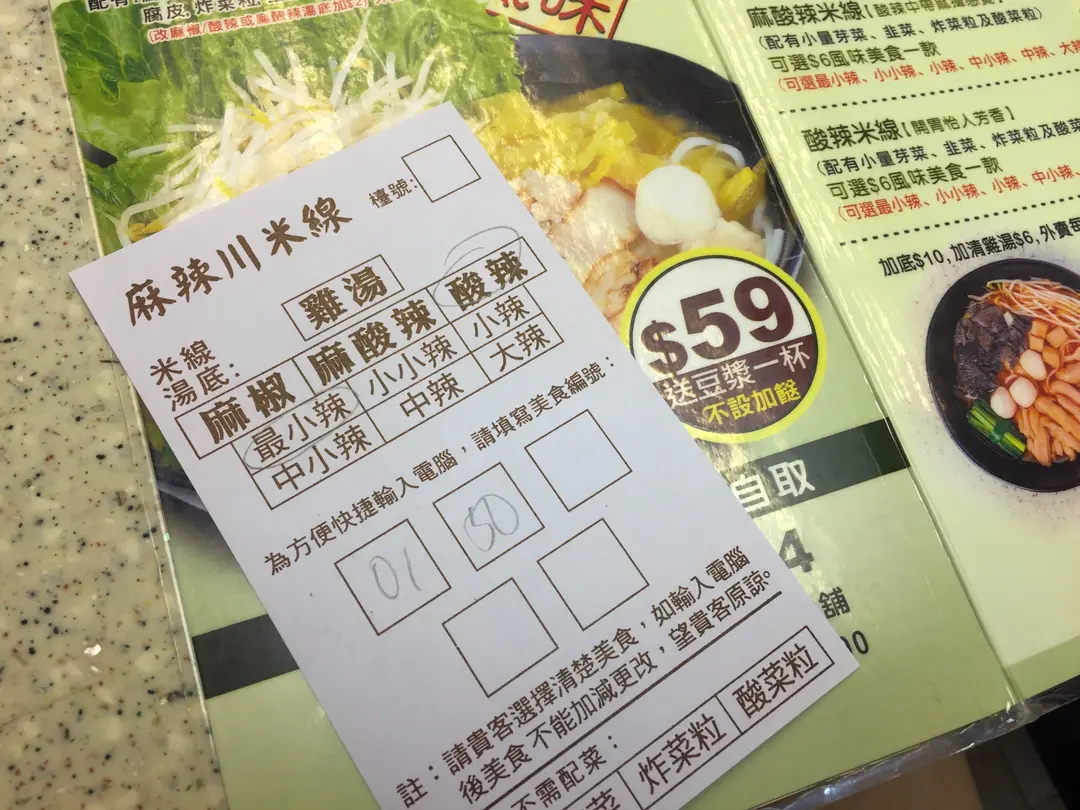 腐皮, 炸菜粒,
(改麻椒/酸辣或麻酸辣湯底加$2)
味
麻酸辣米線
(配有小量芽菜、韭菜、炸菜粒及酸菜粒)
可選$6風味美食一款
(可選最小辣、小小辣、小辣、中小辣、中辣、大辣
酸辣米線【開胃怡人芳香】
(配有小量芽菜、韭菜、炸菜粒及酸菜
可選$6風味美食一款
(可選最小辣、小小辣、小辣、中小辣、
加底$10, 加清雞湯$6, 外賣每
$59
送豆漿一杯
不設加餸
自取
4
舖
00
檯號:
麻辣川米線
米線
湯底:
雞湯
麻椒 麻酸辣 酸辣
最小辣 小小辣 小辣
中小辣 中辣 大辣
為方便快捷輸入電腦，請填寫美食編號：
01 50
註：請貴客選擇清楚美食，如輸入電腦
後美食不能加減更改，望貴客原諒。
不需配菜：
菜 炸菜粒 酸菜粒